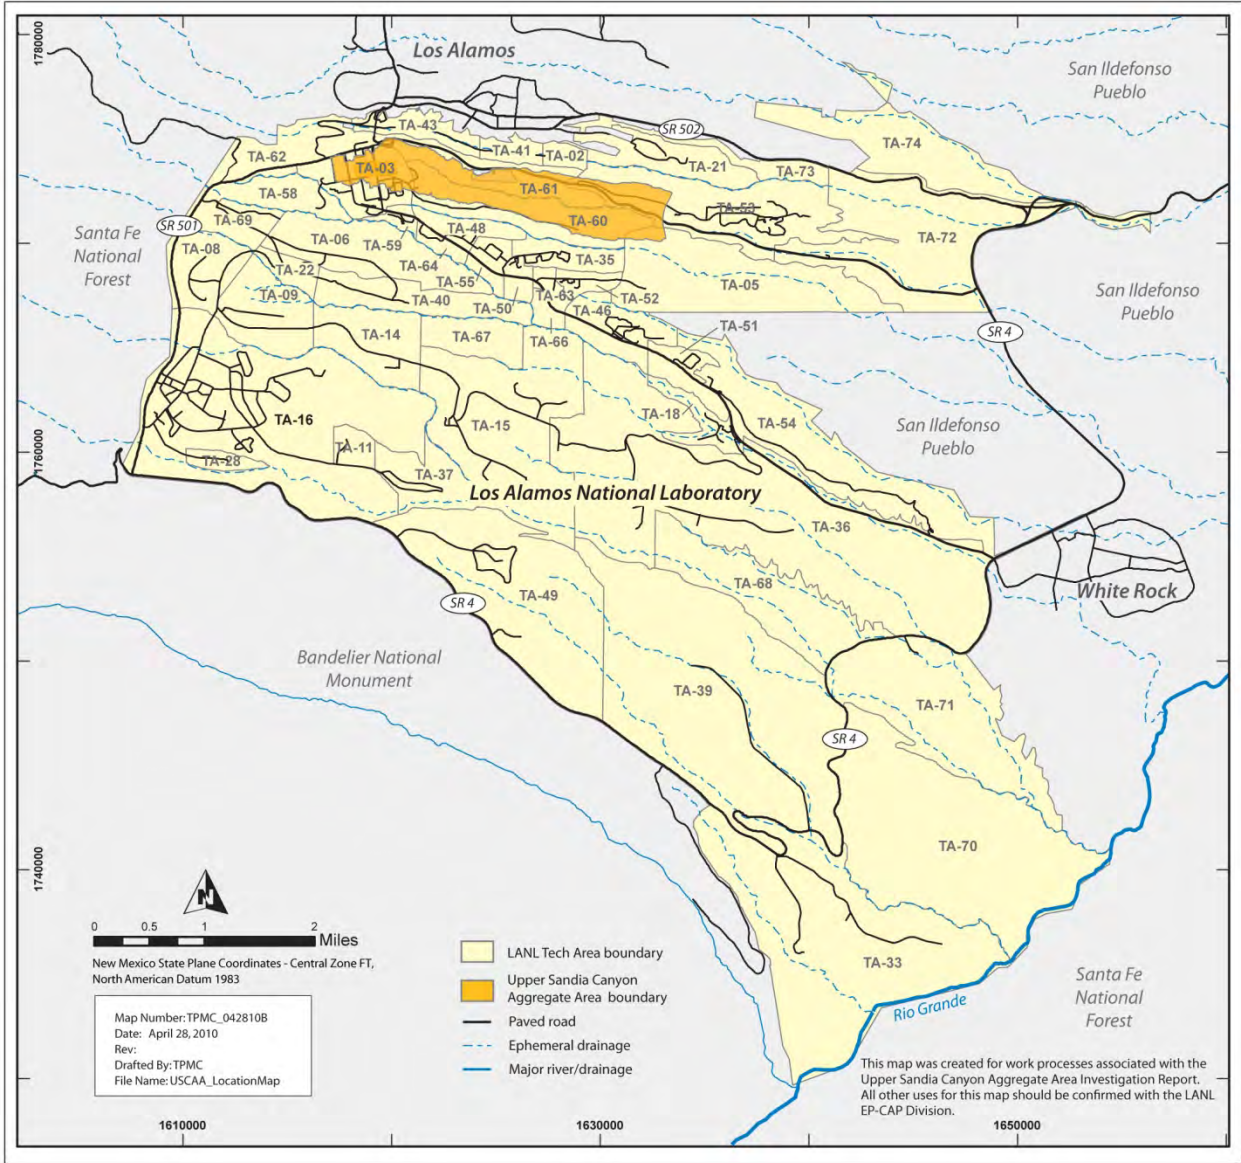 1780000
Los Alamos
San Ildefonso
Pueblo
SR 502
TA-43
TA-74
TA-41
TA-02
TA-62
TA-21
TA-73
TA-03
TA-58
TA-61
TA-53
TA-60
SR 501
TA-69
TA-48
TA-72
Santa Fe
National
Forest
TA-08
TA-06
TA-59
TA-35
TA-64
TA-22
TA-55
TA-05
TA-09
TA-40
TA-50
TA-63
TA-52
San Ildefonso
Pueblo
TA-46
TA-51
SR 4
TA-14
TA-67
TA-66
TA-16
TA-15
TA-18
TA-54
San Ildefonso
Pueblo
1760000
TA-11
TA-28
TA-37
Los Alamos National Laboratory
TA-36
TA-68
White Rock
TA-49
SR 4
Bandelier National
Monument
TA-39
TA-71
SR 4
1740000
TA-70
N
0 0.5 1 2
Miles
New Mexico State Plane Coordinates - Central Zone FT,
North American Datum 1983
LANL Tech Area boundary
Upper Sandia Canyon
Aggregate Area boundary
Paved road
Ephemeral drainage
Major river/drainage
TA-33
Rio Grande
Santa Fe
National
Forest
Map Number: TPMC_042810B
Date: April 28, 2010
Rev:
Drafted By: TPMC
File Name: USCAA_LocationMap
This map was created for work processes associated with the
Upper Sandia Canyon Aggregate Area Investigation Report.
All other uses for this map should be confirmed with the LANL
EP-CAP Division.
1610000
1630000
1650000